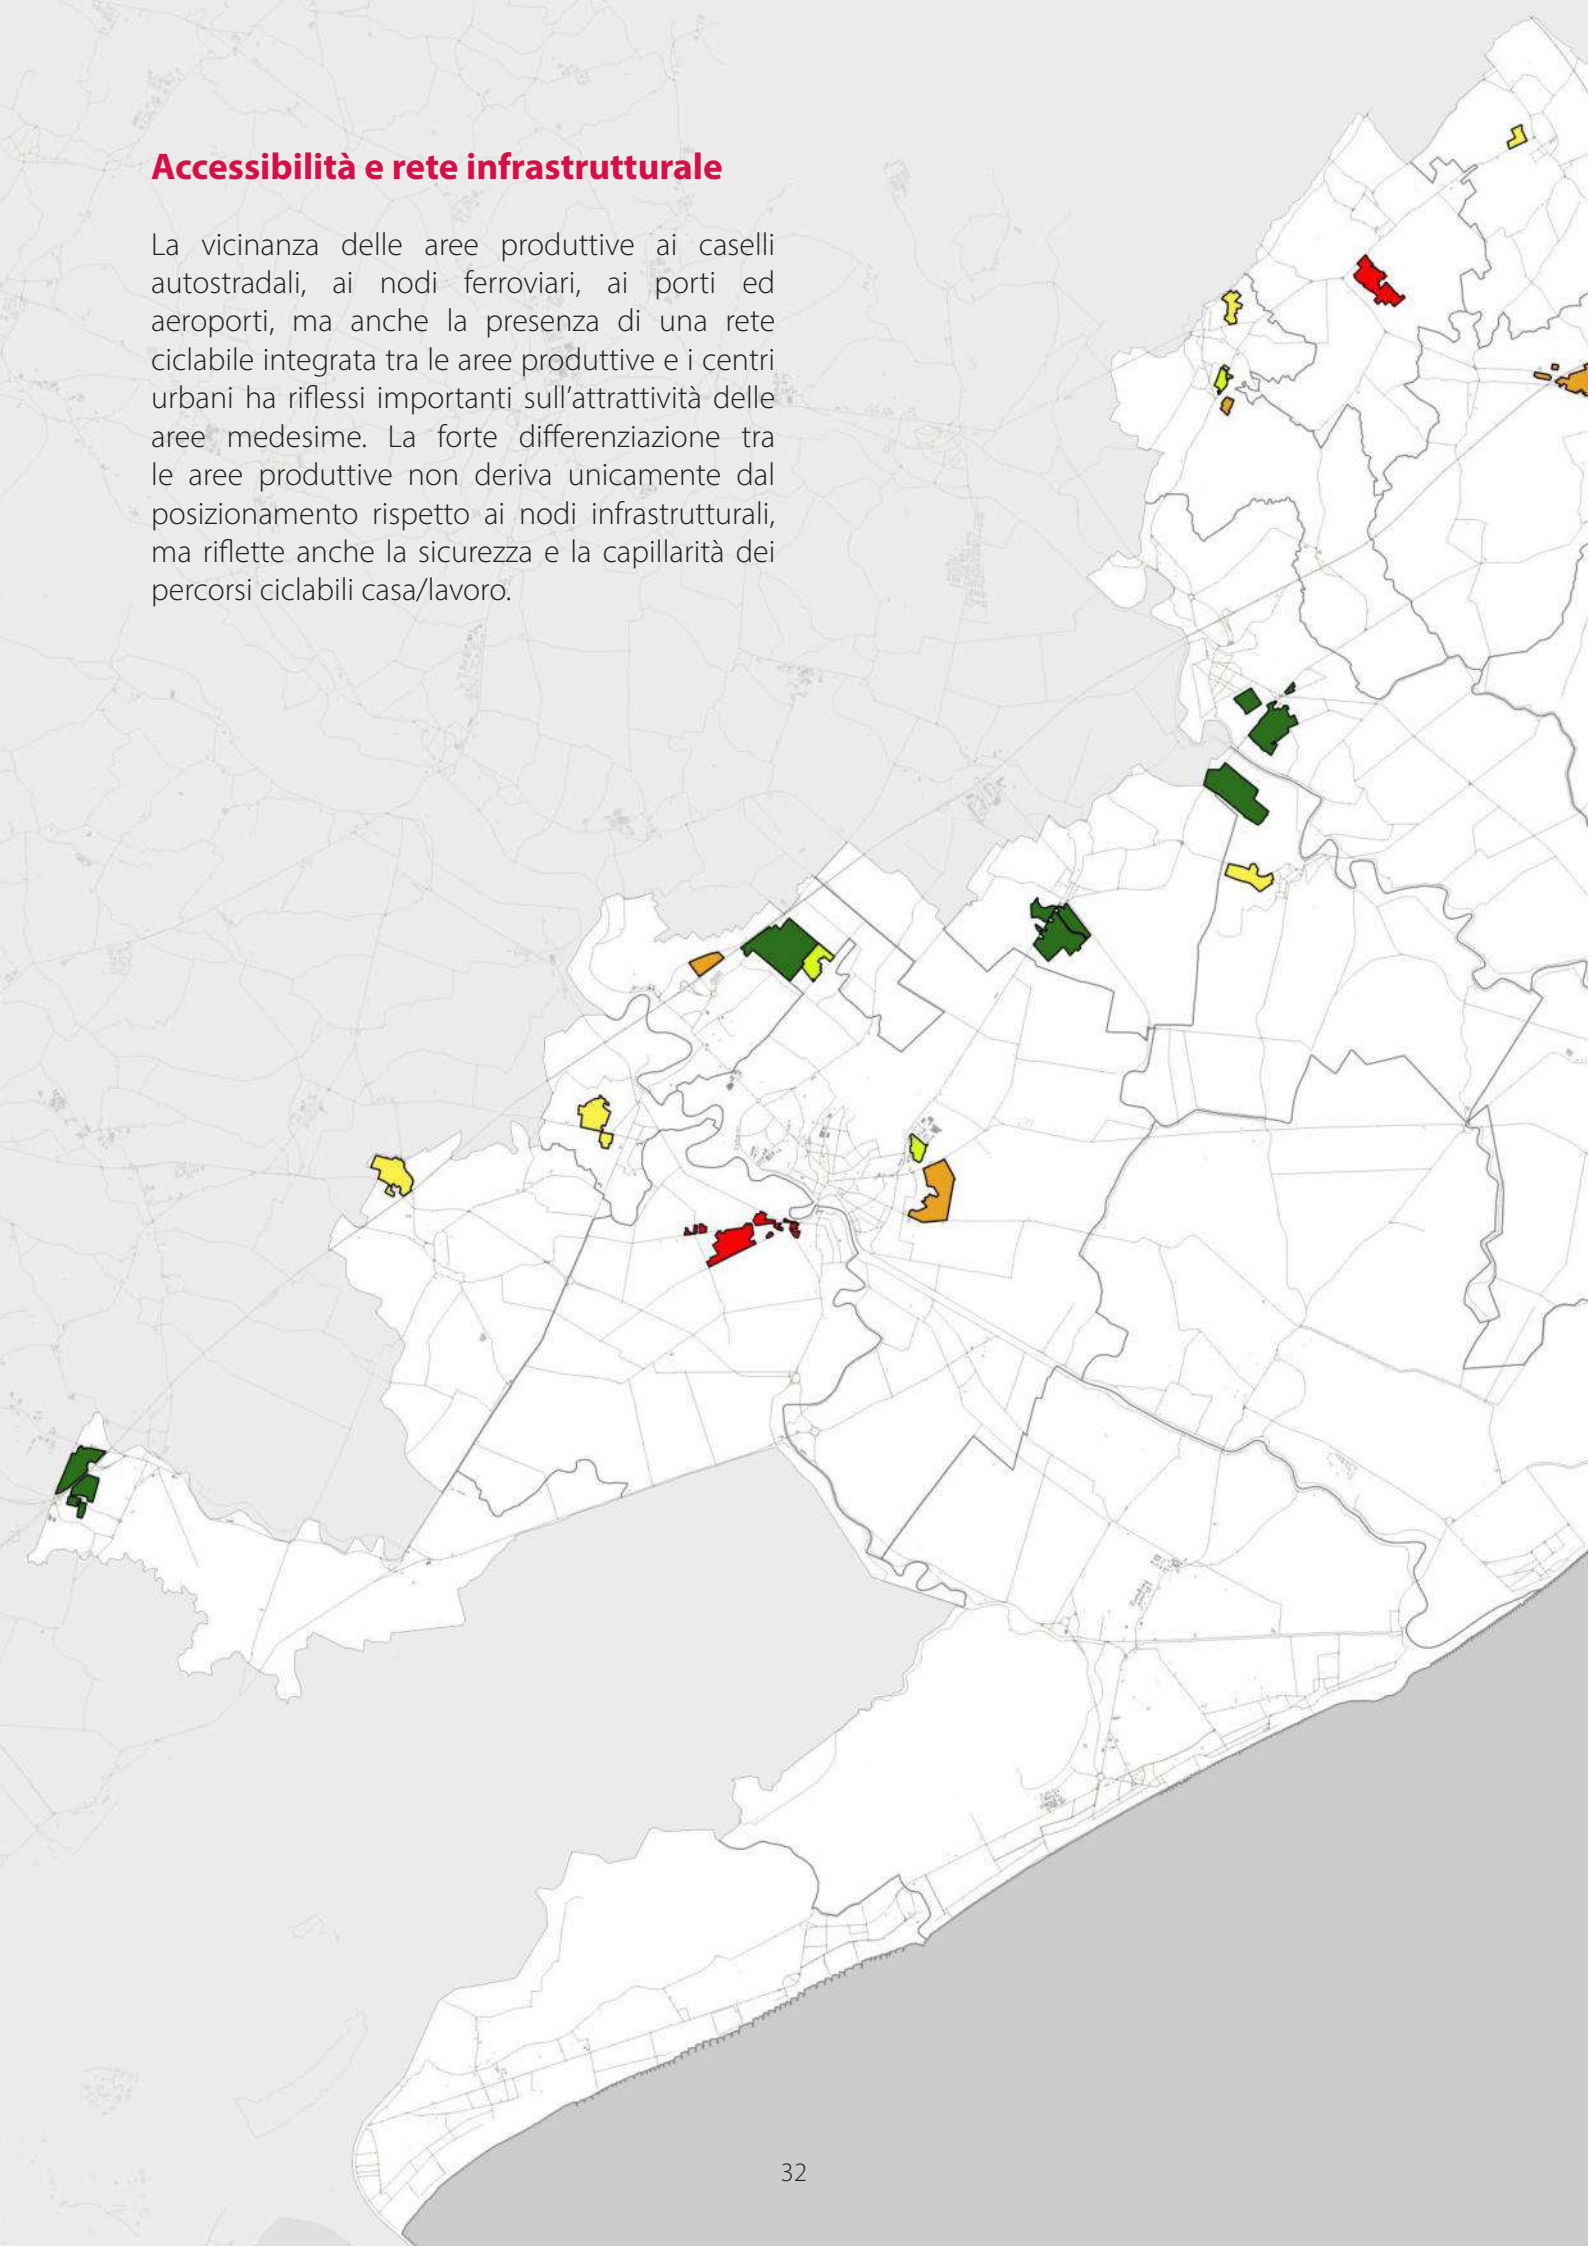 Accessibilità e rete infrastrutturale
La vicinanza delle aree produttive ai caselli
autostradali, ai nodi ferroviari, ai porti ed
aeroporti, ma anche la presenza di una rete
ciclabile integrata tra le aree produttive e i centri
urbani ha riflessi importanti sull’attrattività delle
aree medesime. La forte differenziazione tra
le aree produttive non deriva unicamente dal
posizionamento rispetto ai nodi infrastrutturali,
ma riflette anche la sicurezza e la capillarità dei
percorsi ciclabili casa/lavoro.
32